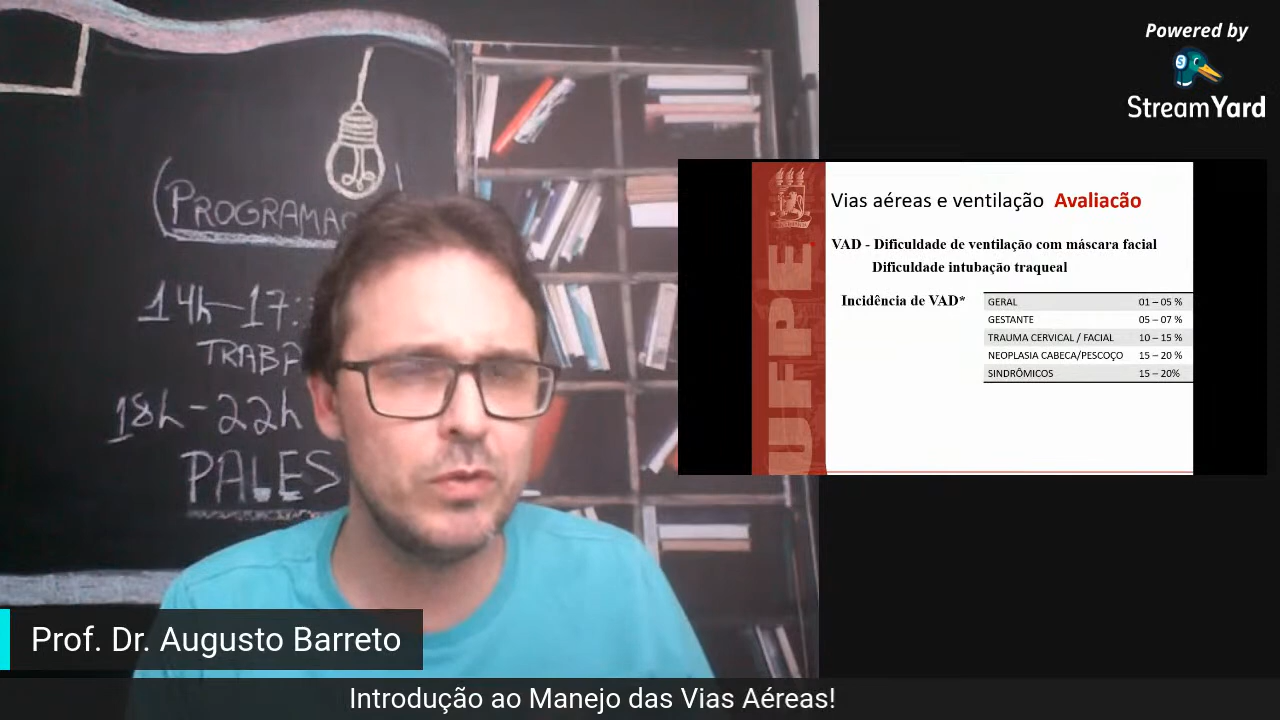 Powered by
StreamYard
(PROGRAMAÇ
14h-17:
TRABA
18h-22h
PALES
UFPE
Vias aéreas e ventilação Avaliacão
VAD - Dificuldade de ventilação com máscara facial
Dificuldade intubação traqueal
Incidência de VAD*
GERAL 01 – 05 %
GESTANTE 05 – 07 %
TRAUMA CERVICAL / FACIAL 10 – 15 %
NEOPLASIA CABEÇA/PESCOÇO 15 – 20 %
SINDRÔMICOS 15 – 20%
Prof. Dr. Augusto Barreto
Introdução ao Manejo das Vias Aéreas!